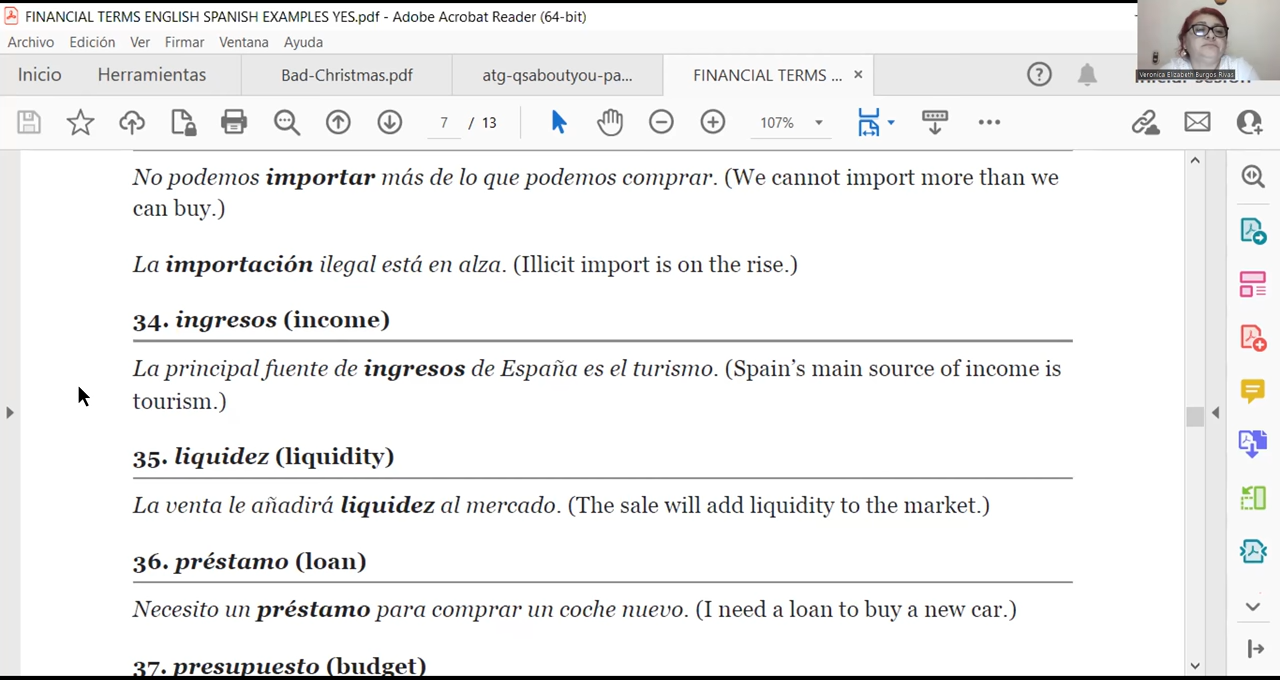 FINANCIAL TERMS ENGLISH SPANISH EXAMPLES YES.pdf - Adobe Acrobat Reader (64-bit)
Archivo Edición Ver Firmar Ventana Ayuda
Inicio Herramientas Bad-Christmas.pdf atg-qsaboutyou-pa... FINANCIAL TERMS ... ×
Veronica Elizabeth Burgos Rivas
7 / 13 107%
No podemos importar más de lo que podemos comprar. (We cannot import more than we
can buy.)
La importación ilegal está en alza. (Illicit import is on the rise.)
34. ingresos (income)
La principal fuente de ingresos de España es el turismo. (Spain’s main source of income is
tourism.)
35. liquidez (liquidity)
La venta le añadirá liquidez al mercado. (The sale will add liquidity to the market.)
36. préstamo (loan)
Necesito un préstamo para comprar un coche nuevo. (I need a loan to buy a new car.)
37. presupuesto (budget)